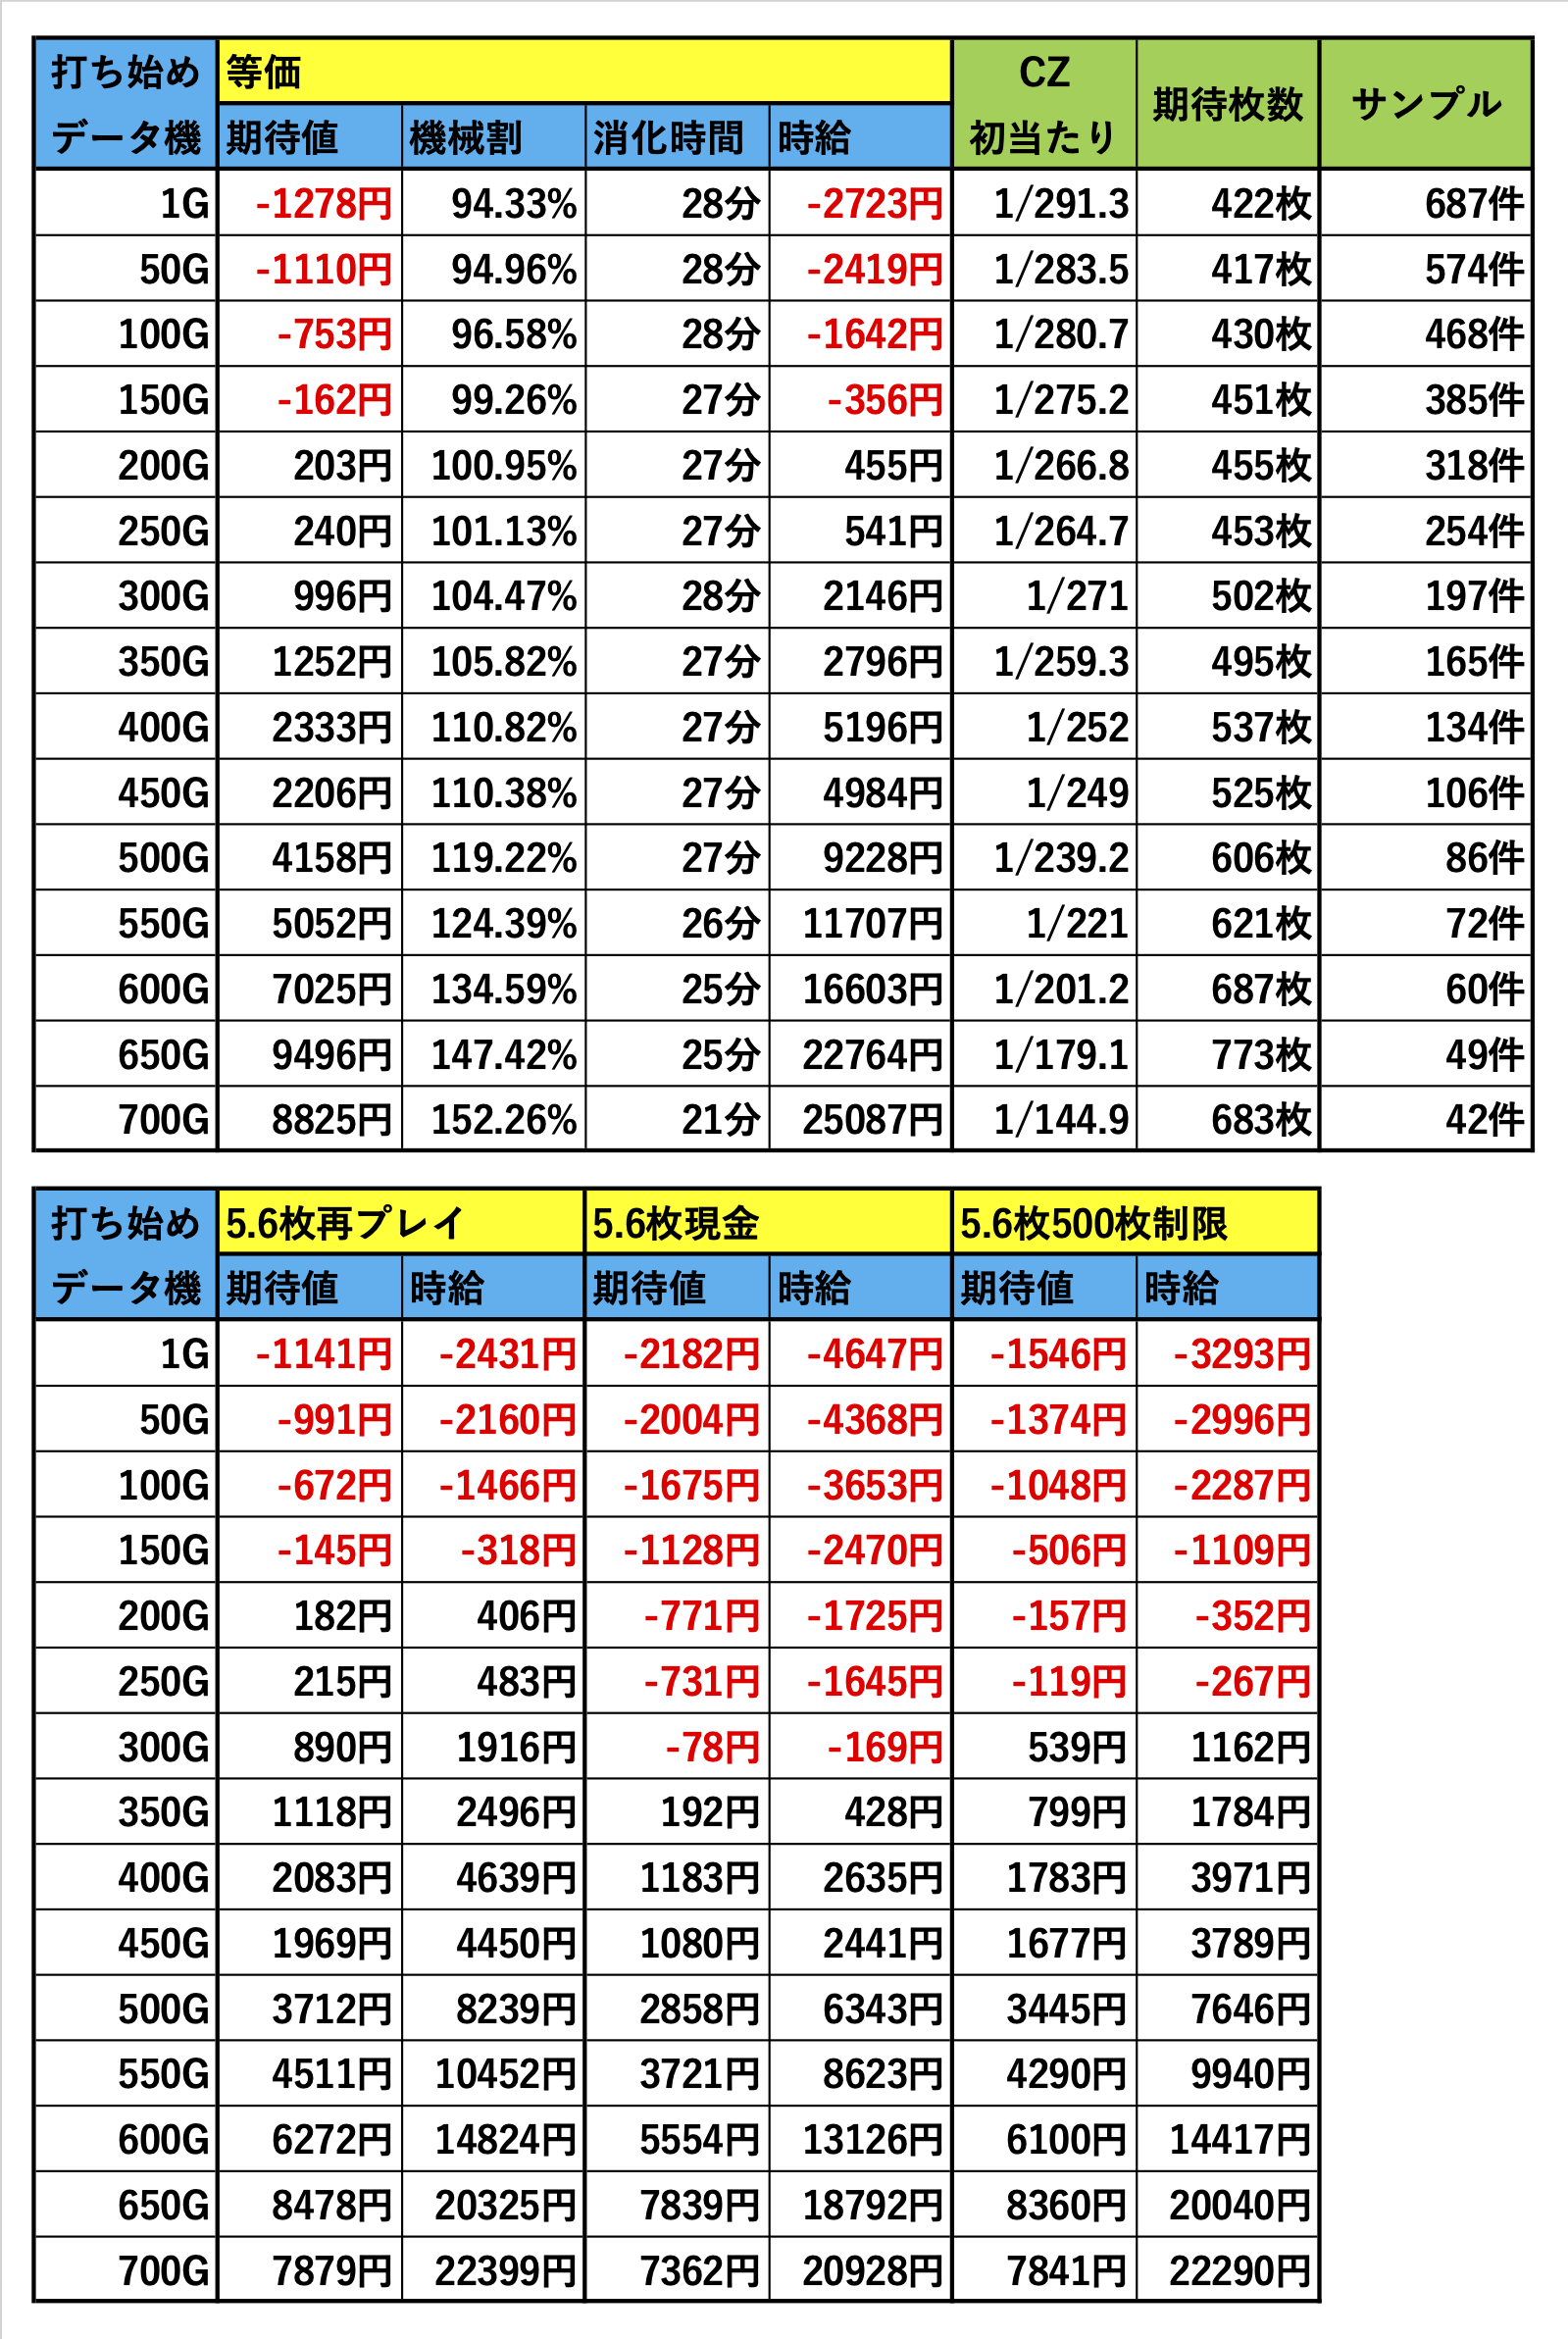 打ち始め 等価 CZ 期待枚数 サンプル
データ機 期待値 機械割 消化時間 時給 初当たり
1G -1278円 94.33% 28分 -2723円 1/291.3 422枚 687件
50G -1110円 94.96% 28分 -2419円 1/283.5 417枚 574件
100G -753円 96.58% 28分 -1642円 1/280.7 430枚 468件
150G -162円 99.26% 27分 -356円 1/275.2 451枚 385件
200G 203円 100.95% 27分 455円 1/266.8 455枚 318件
250G 240円 101.13% 27分 541円 1/264.7 453枚 254件
300G 996円 104.47% 28分 2146円 1/271 502枚 197件
350G 1252円 105.82% 27分 2796円 1/259.3 495枚 165件
400G 2333円 110.82% 27分 5196円 1/252 537枚 134件
450G 2206円 110.38% 27分 4984円 1/249 525枚 106件
500G 4158円 119.22% 27分 9228円 1/239.2 606枚 86件
550G 5052円 124.39% 26分 11707円 1/221 621枚 72件
600G 7025円 134.59% 25分 16603円 1/201.2 687枚 60件
650G 9496円 147.42% 25分 22764円 1/179.1 773枚 49件
700G 8825円 152.26% 21分 25087円 1/144.9 683枚 42件
打ち始め 5.6枚再プレイ 5.6枚現金 5.6枚500枚制限
データ機 期待値 時給 期待値 時給 期待値 時給
1G -1141円 -2431円 -2182円 -4647円 -1546円 -3293円
50G -991円 -2160円 -2004円 -4368円 -1374円 -2996円
100G -672円 -1466円 -1675円 -3653円 -1048円 -2287円
150G -145円 -318円 -1128円 -2470円 -506円 -1109円
200G 182円 406円 -771円 -1725円 -157円 -352円
250G 215円 483円 -731円 -1645円 -119円 -267円
300G 890円 1916円 -78円 -169円 539円 1162円
350G 1118円 2496円 192円 428円 799円 1784円
400G 2083円 4639円 1183円 2635円 1783円 3971円
450G 1969円 4450円 1080円 2441円 1677円 3789円
500G 3712円 8239円 2858円 6343円 3445円 7646円
550G 4511円 10452円 3721円 8623円 4290円 9940円
600G 6272円 14824円 5554円 13126円 6100円 14417円
650G 8478円 20325円 7839円 18792円 8360円 20040円
700G 7879円 22399円 7362円 20928円 7841円 22290円